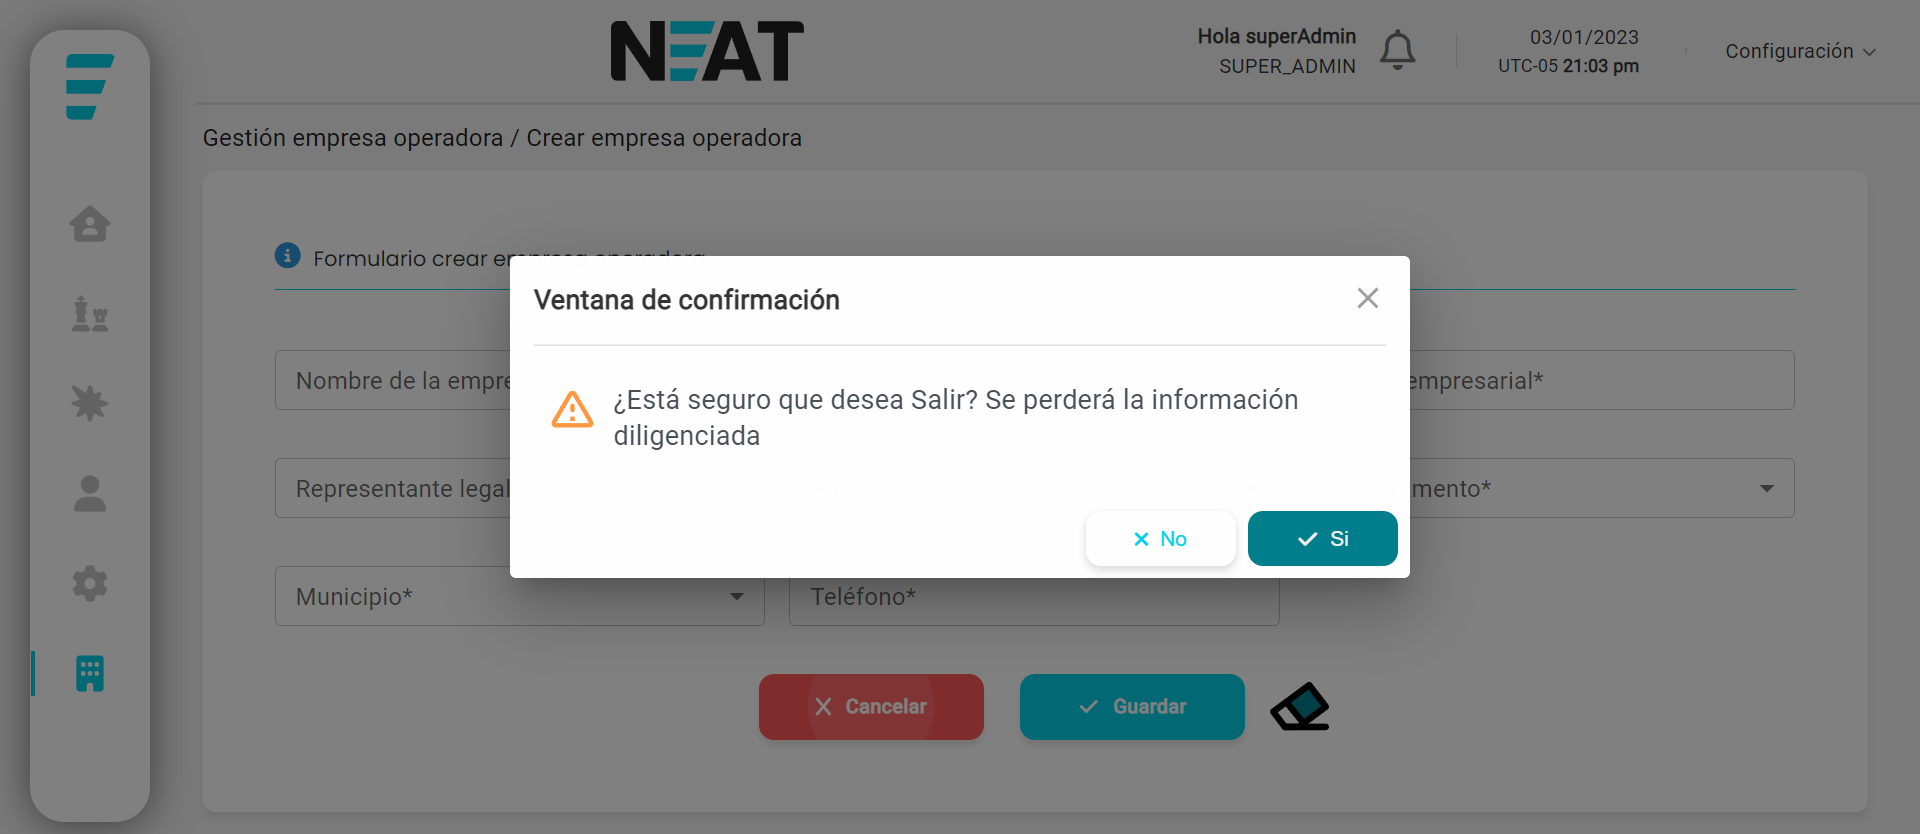 NEAT
Hola superAdmin
SUPER_ADMIN
03/01/2023
UTC-05 21:03 pm
Configuración
Gestión empresa operadora / Crear empresa operadora
Formulario crear empresa operadora
Ventana de confirmación
¿Está seguro que desea Salir? Se perderá la información
diligenciada
No
Si
Nombre de la empre
empresarial*
Representante legal
mento*
Municipio*
Teléfono*
Cancelar
Guardar